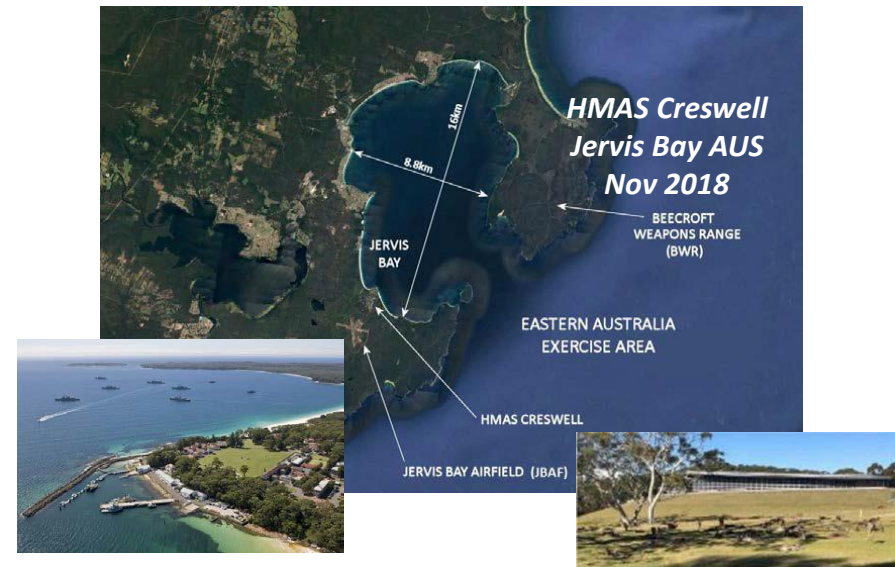 HMAS Creswell
Jervis Bay AUS
Nov 2018
16km
8.8km
BEECROFT
WEAPONS RANGE
(BWR)
JERVIS
BAY
EASTERN AUSTRALIA
EXERCISE AREA
HMAS CRESWELL
JERVIS BAY AIRFIELD (JBAF)